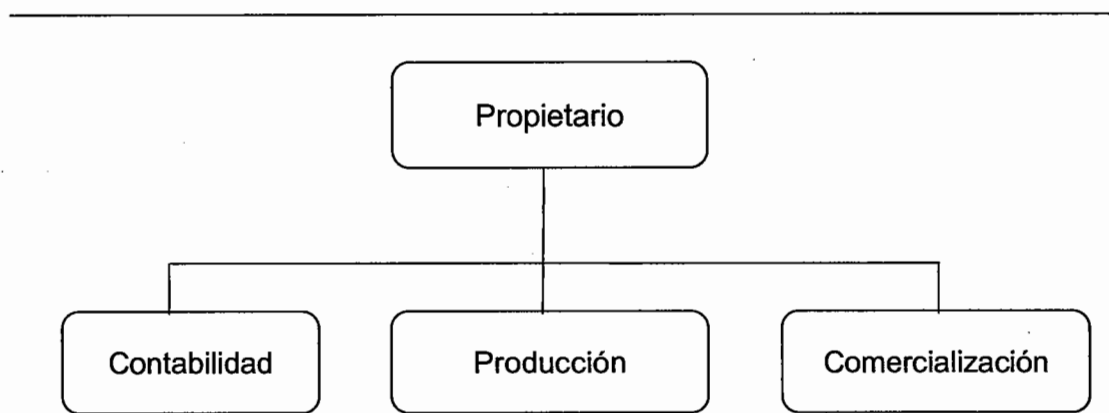 Propietario
Contabilidad
Producción
Comercialización